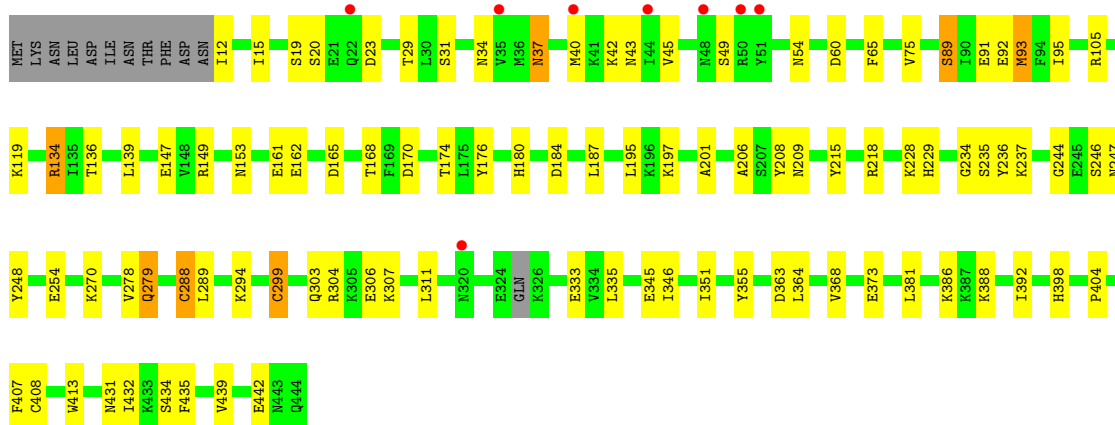 MET LYS ASN LEU ASP ILE ASN THR PHE ASP ASN I12 I15 S19 S20 E21 Q22 D23 T29 L30 S31 N34 V35 M36 N37 M40 K41 K42 N43 I44 V45 N48 S49 R50 Y51 N54 D60 F65 V75 S89 I90 E91 E92 M93 F94 I95 R105
K119 R134 I135 T136 L139 E147 V148 R149 N153 E161 E162 D165 T168 F169 D170 T174 L175 Y176 H180 D184 L187 L195 K196 K197 A201 A206 S207 Y208 N209 Y215 R218 K228 H229 G234 S235 Y236 K237 G244 E245 S246 N247
Y248 E254 K270 V278 Q279 C288 L289 K294 C299 Q303 R304 K305 E306 K307 L311 N320 E324 GLN K326 E333 V334 L335 E345 I346 I351 Y355 D363 L364 V368 E373 L381 K386 K387 K388 I392 H398 P404
F407 C408 W413 N431 I432 K433 S434 F435 V439 E442 N443 Q444